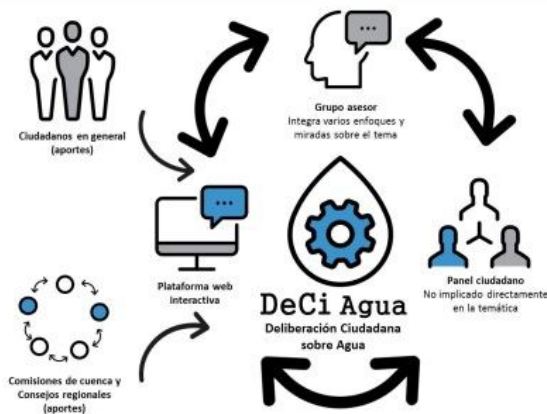 Ciudadanos en general
(aportes)
Grupo asesor
Integra varios enfoques y
miradas sobre el tema
Plataforma web
interactiva
Panel ciudadano
No implicado directamente
en la temática
DeCi Agua
Deliberación Ciudadana
sobre Agua
Comisiones de cuenca y
Consejos regionales
(aportes)